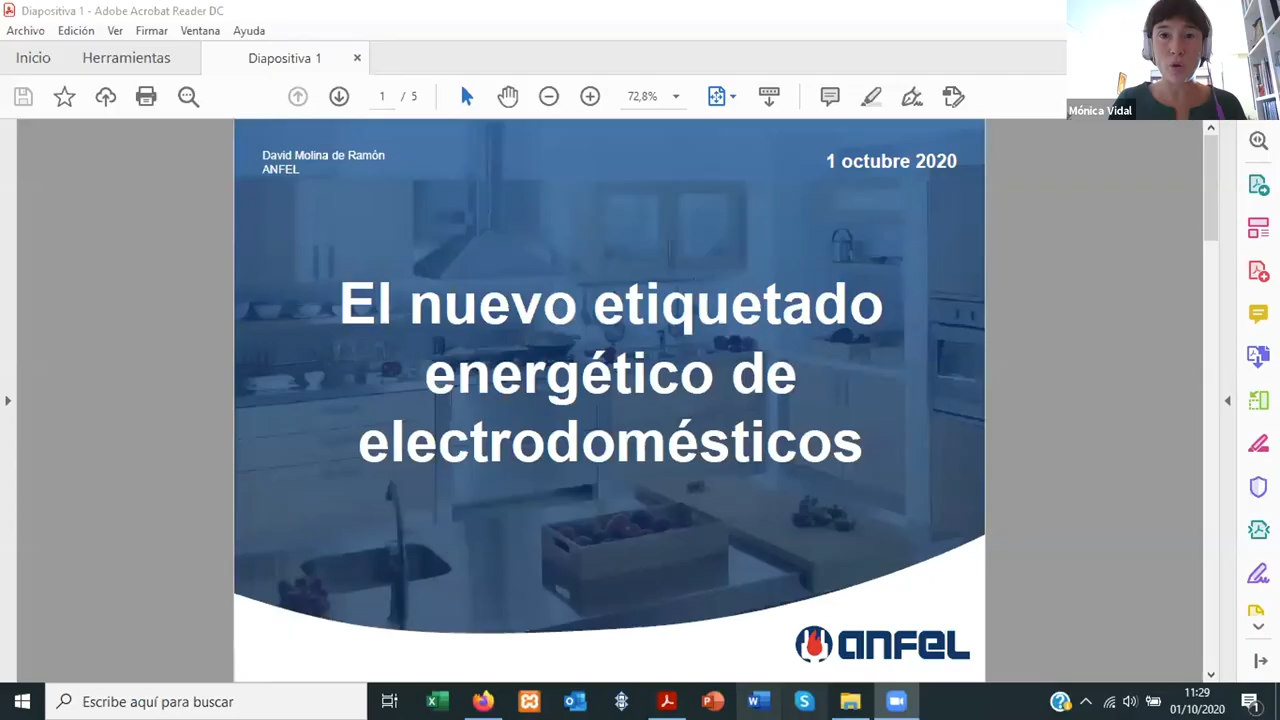 Diapositiva 1 - Adobe Acrobat Reader DC
Archivo Edición Ver Firmar Ventana Ayuda
Inicio Herramientas Diapositiva 1 ×
1 / 5 72,8%
Mónica Vidal
David Molina de Ramón
ANFEL
1 octubre 2020
El nuevo etiquetado
energético de
electrodomésticos
anfel
Escribe aquí para buscar
11:29
01/10/2020
1